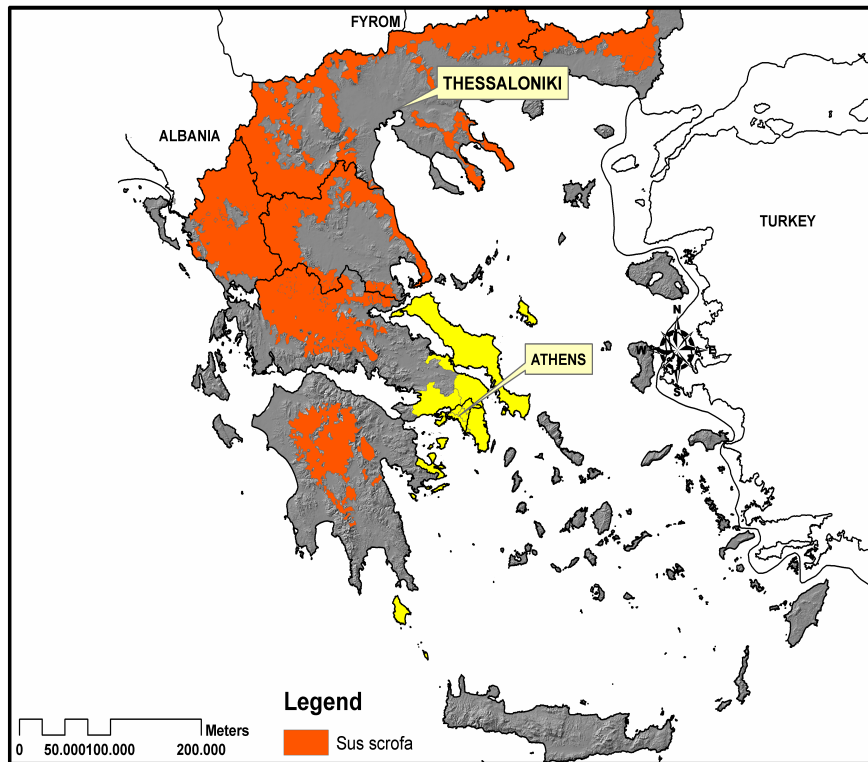 FYROM
THESSALONIKI
ALBANIA
TURKEY
N
W
E
S
ATHENS
Legend
Meters
0 50.000100.000 200.000
Sus scrofa